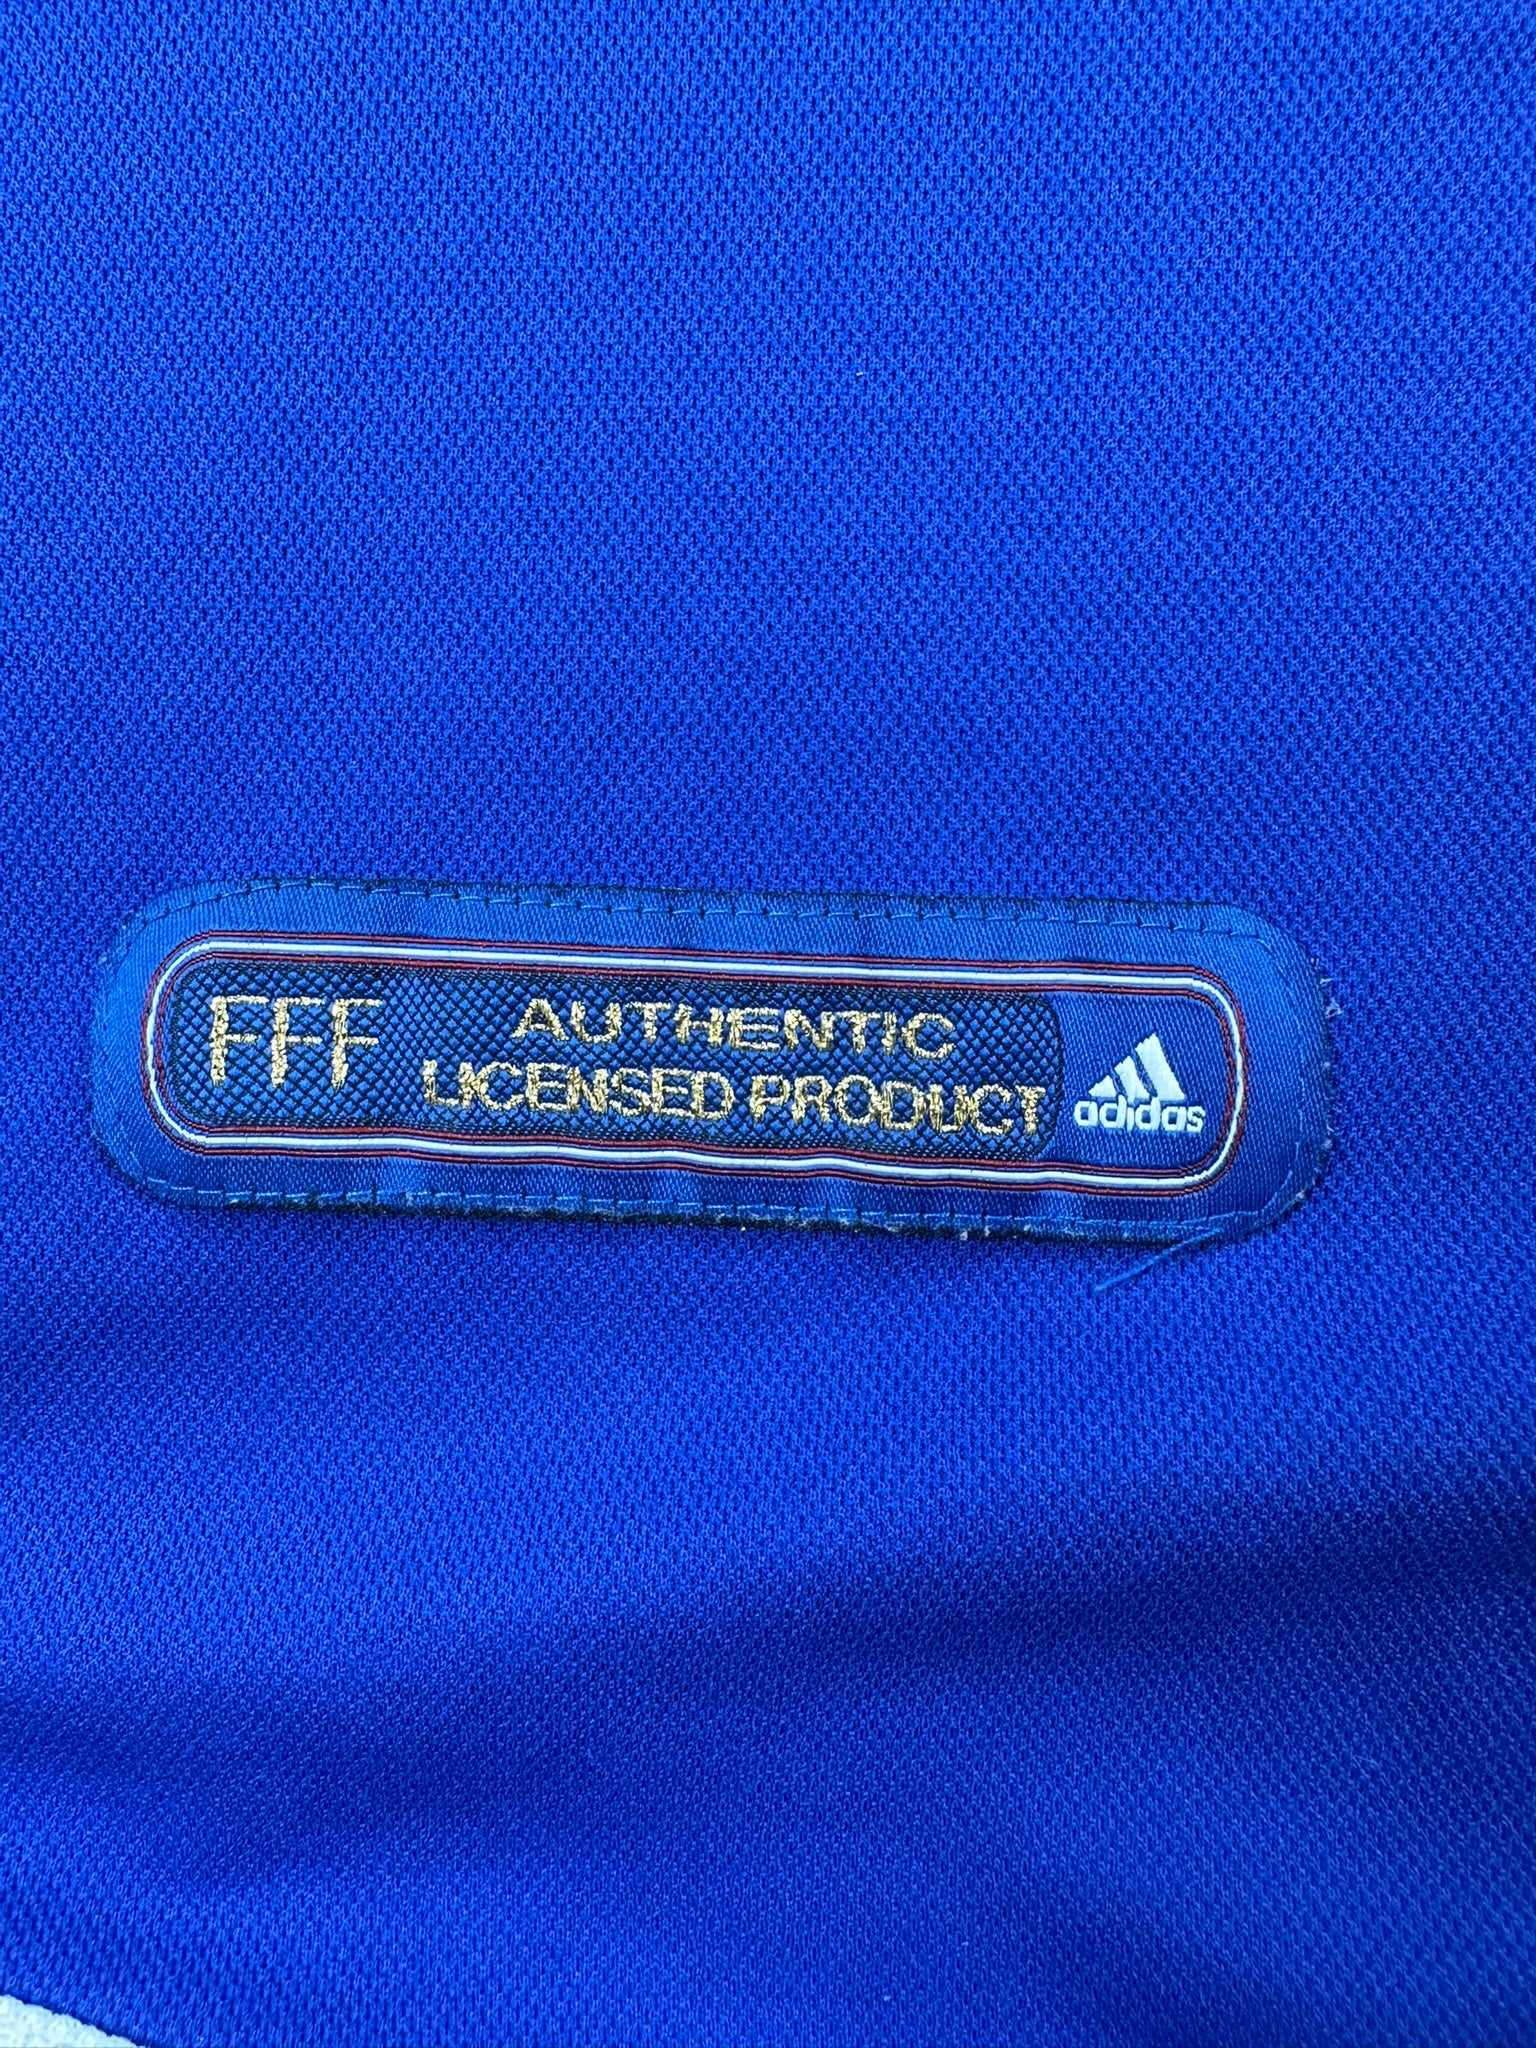 FFF
AUTHENTIC
LICENSED PRODUCT
adidas